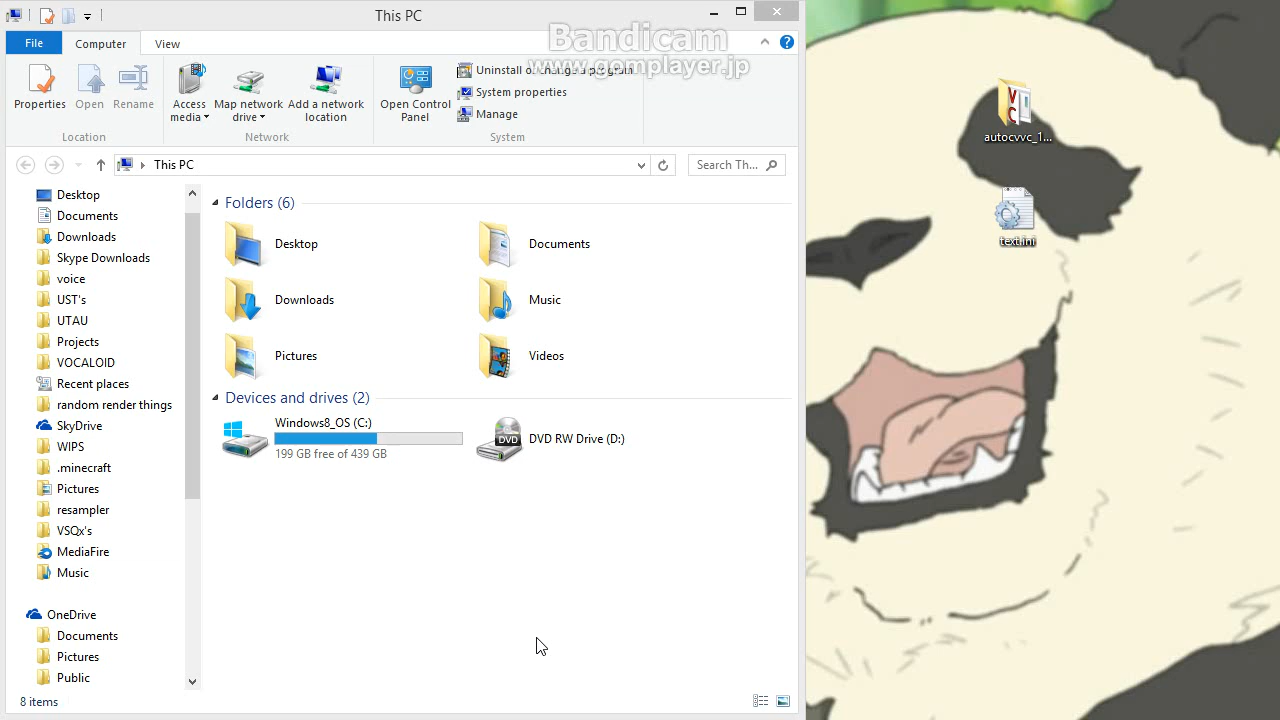 This PC
Bandicam
www.gomplayer.jp
File
Computer
View
Properties
Open
Rename
Access media
Map network drive
Add a network location
Open Control Panel
Uninstall or change a program
System properties
Manage
Location
Network
System
This PC
Search Th...
Desktop
Documents
Downloads
Skype Downloads
voice
UST's
UTAU
Projects
VOCALOID
Recent places
random render things
SkyDrive
WIPS
.minecraft
Pictures
resampler
VSQx's
MediaFire
Music
OneDrive
Documents
Pictures
Public
Folders (6)
Desktop
Documents
Downloads
Music
Pictures
Videos
Devices and drives (2)
Windows8_OS (C:)
199 GB free of 439 GB
DVD
DVD RW Drive (D:)
8 items
VC
autocvvc_1...
text.ini